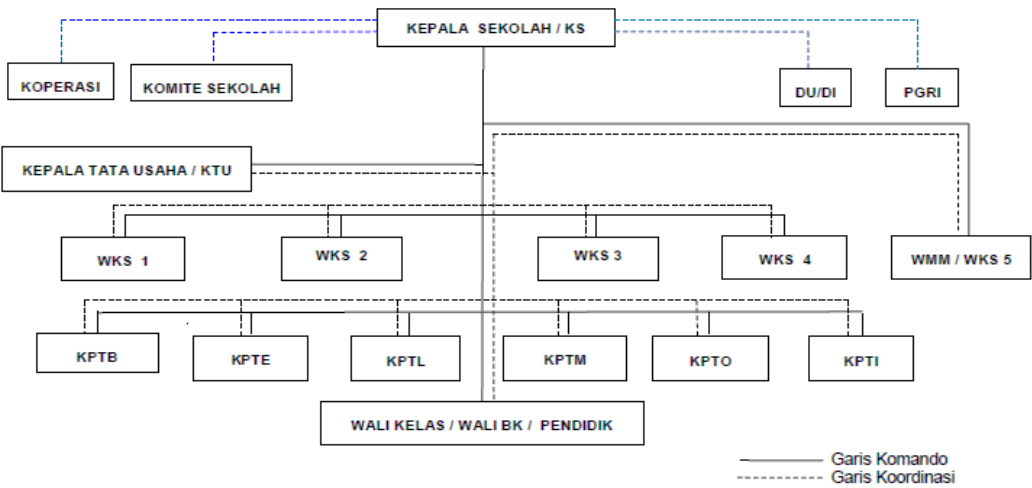 KEPALA SEKOLAH / KS
KOPERASI
KOMITE SEKOLAH
DU/DI
PGRI
KEPALA TATA USAHA / KTU
WKS 1
WKS 2
WKS 3
WKS 4
WMM / WKS 5
KPTB
KPTE
KPTL
KPTM
KPTO
KPTI
WALI KELAS / WALI BK / PENDIDIK
Garis Komando
Garis Koordinasi